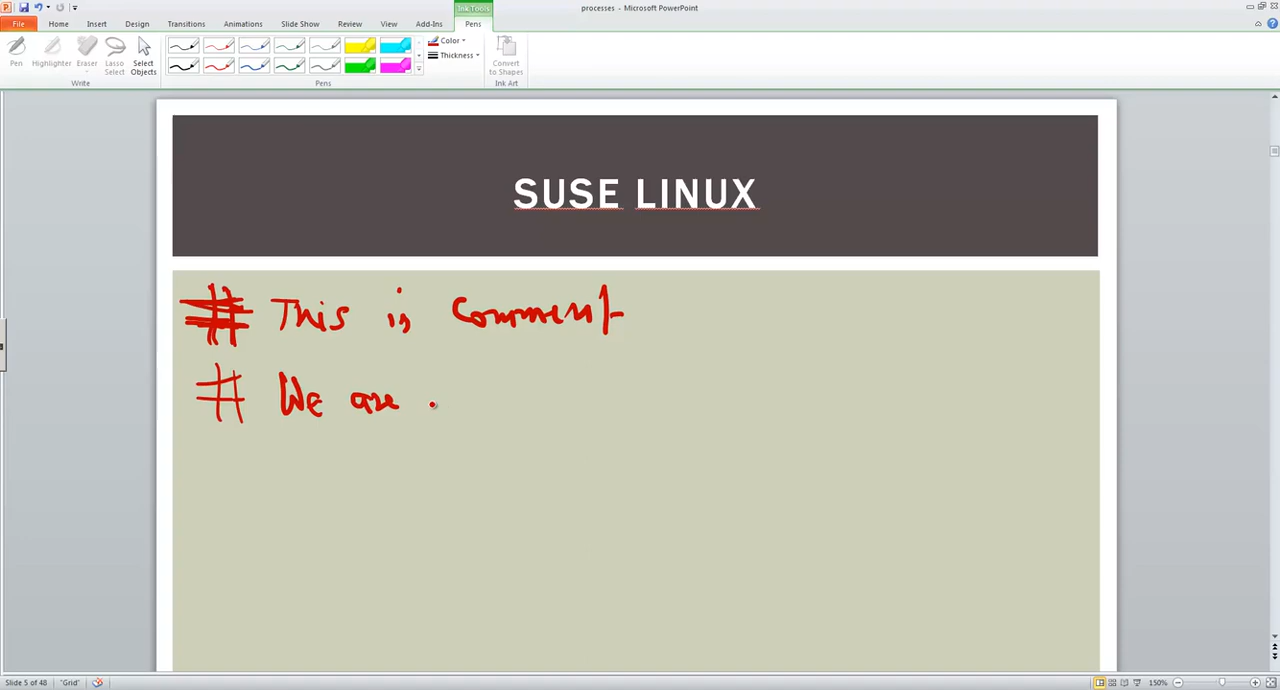 processes - Microsoft PowerPoint
Ink Tools
File Home Insert Design Transitions Animations Slide Show Review View Add-Ins Pens
Pen Highlighter Eraser Lasso Select Select Objects
Color
Thickness
Convert to Shapes
Write Pens Ink Art
SUSE LINUX
# This is Comment
# We are
Slide 5 of 48 "Grid" 150%